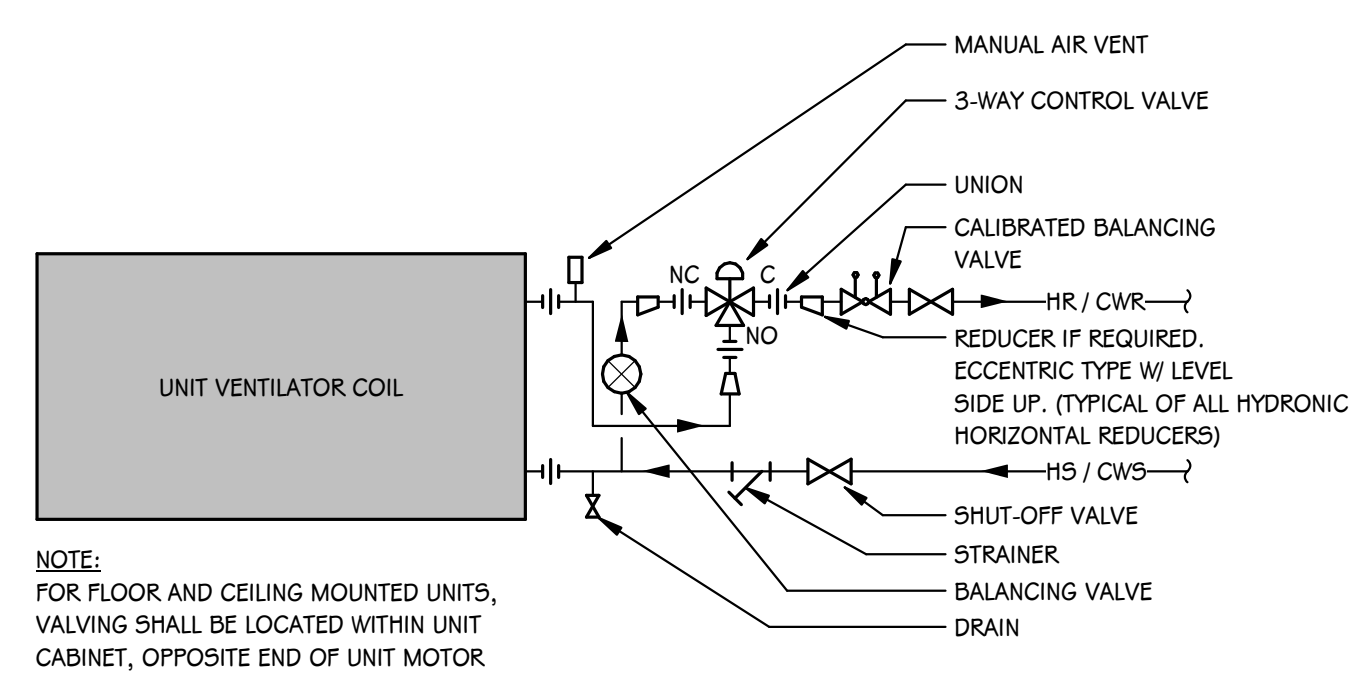 MANUAL AIR VENT
3-WAY CONTROL VALVE
UNION
CALIBRATED BALANCING
VALVE
NC
C
NO
HR / CWR
REDUCER IF REQUIRED.
ECCENTRIC TYPE W/ LEVEL
SIDE UP. (TYPICAL OF ALL HYDRONIC
HORIZONTAL REDUCERS)
UNIT VENTILATOR COIL
HS / CWS
SHUT-OFF VALVE
STRAINER
BALANCING VALVE
DRAIN
NOTE:
FOR FLOOR AND CEILING MOUNTED UNITS,
VALVING SHALL BE LOCATED WITHIN UNIT
CABINET, OPPOSITE END OF UNIT MOTOR